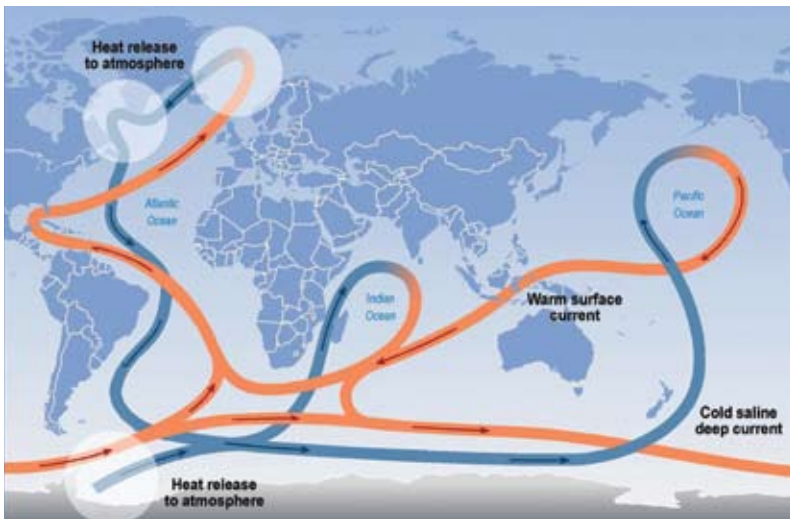 Heat release
to atmosphere
Atlantic
Ocean
Pacific
Ocean
Indian
Ocean
Warm surface
current
Cold saline
deep current
Heat release
to atmosphere